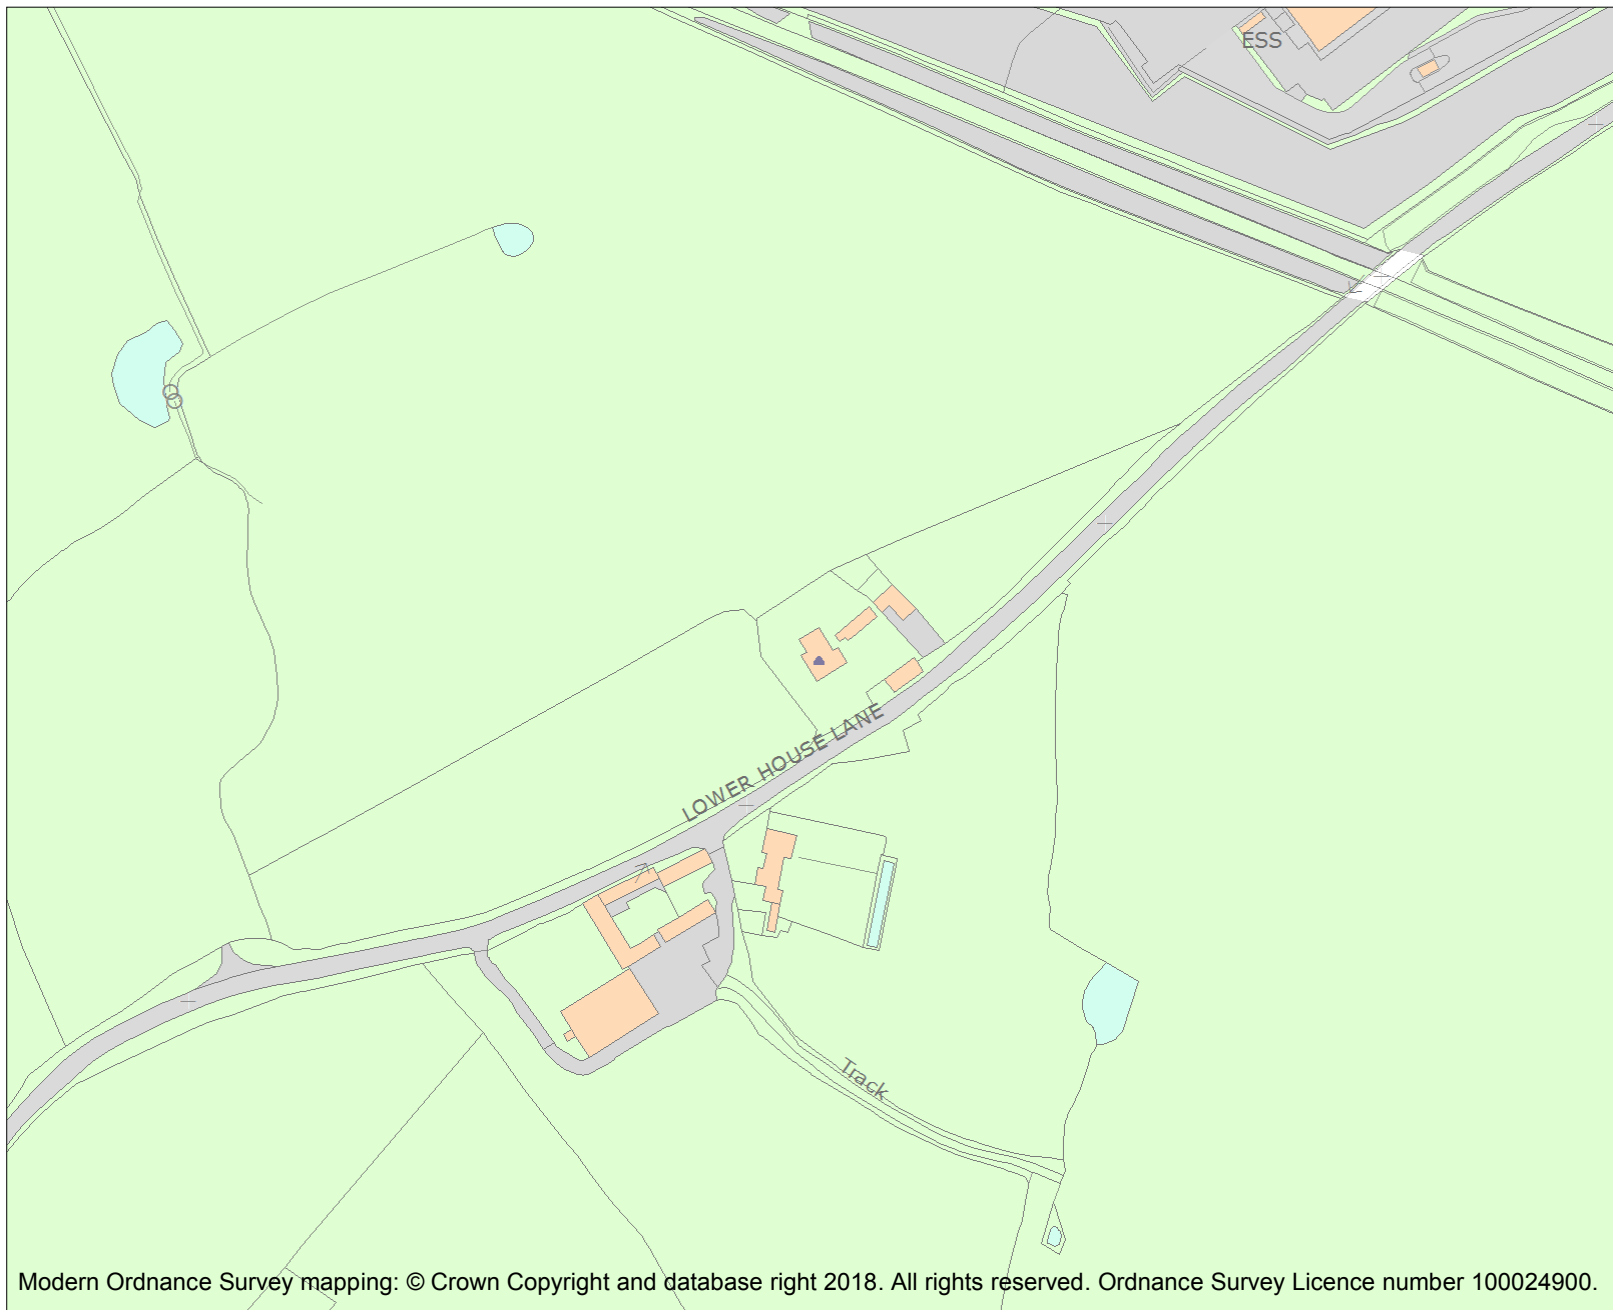 ESS
LOWER HOUSE LANE
Track
Modern Ordnance Survey mapping: © Crown Copyright and database right 2018. All rights reserved. Ordnance Survey Licence number 100024900.